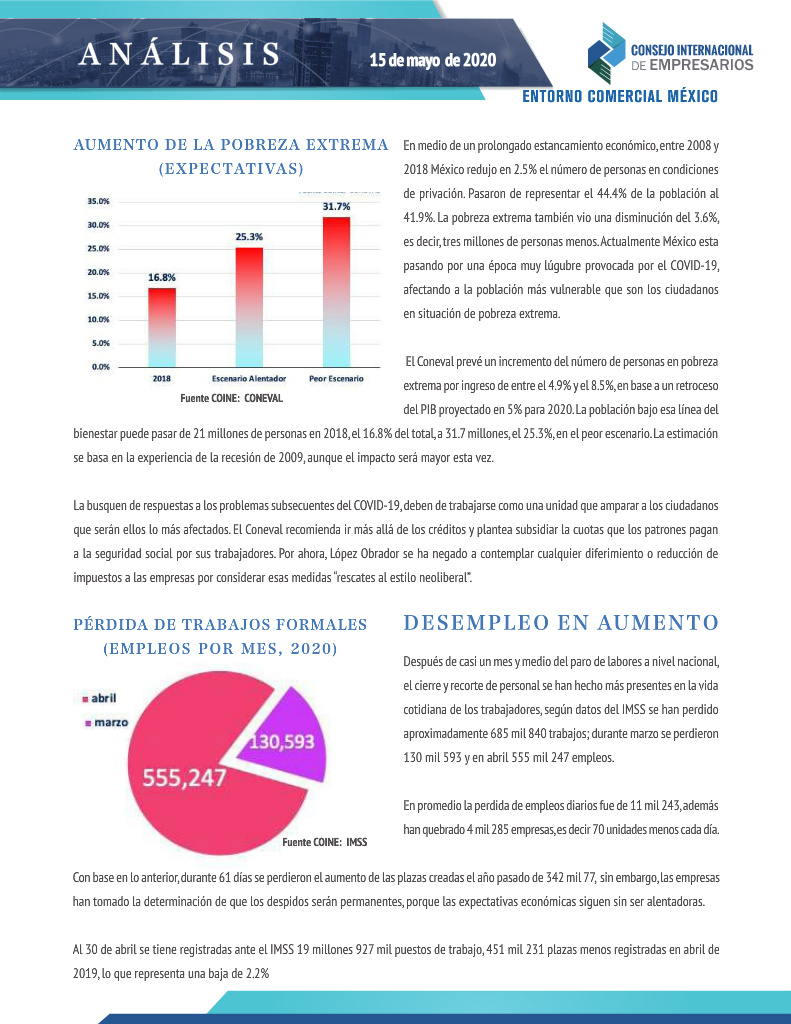 ANÁLISIS
15 de mayo de 2020
CONSEJO INTERNACIONAL
DE EMPRESARIOS
ENTORNO COMERCIAL MÉXICO
AUMENTO DE LA POBREZA EXTREMA
(EXPECTATIVAS)
35.0%
30.0%
25.0%
20.0%
15.0%
10.0%
5.0%
0.0%
16.8%
25.3%
31.7%
2018
Escenario Alentador
Peor Escenario
Fuente COINE: CONEVAL
En medio de un prolongado estancamiento económico, entre 2008 y
2018 México redujo en 2.5% el número de personas en condiciones
de privación. Pasaron de representar el 44.4% de la población al
41.9%. La pobreza extrema también vio una disminución del 3.6%,
es decir, tres millones de personas menos. Actualmente México esta
pasando por una época muy lúgubre provocada por el COVID-19,
afectando a la población más vulnerable que son los ciudadanos
en situación de pobreza extrema.
El Coneval prevé un incremento del número de personas en pobreza
extrema por ingreso de entre el 4.9% y el 8.5%, en base a un retroceso
del PIB proyectado en 5% para 2020. La población bajo esa línea del
bienestar puede pasar de 21 millones de personas en 2018, el 16.8% del total, a 31.7 millones, el 25.3%, en el peor escenario. La estimación
se basa en la experiencia de la recesión de 2009, aunque el impacto será mayor esta vez.
La busquen de respuestas a los problemas subsecuentes del COVID-19, deben de trabajarse como una unidad que amparar a los ciudadanos
que serán ellos lo más afectados. El Coneval recomienda ir más allá de los créditos y plantea subsidiar la cuotas que los patrones pagan
a la seguridad social por sus trabajadores. Por ahora, López Obrador se ha negado a contemplar cualquier diferimiento o reducción de
impuestos a las empresas por considerar esas medidas “rescates al estilo neoliberal”.
PÉRDIDA DE TRABAJOS FORMALES
(EMPLEOS POR MES, 2020)
abril
marzo
130,593
555,247
Fuente COINE: IMSS
DESEMPLEO EN AUMENTO
Después de casi un mes y medio del paro de labores a nivel nacional,
el cierre y recorte de personal se han hecho más presentes en la vida
cotidiana de los trabajadores, según datos del IMSS se han perdido
aproximadamente 685 mil 840 trabajos; durante marzo se perdieron
130 mil 593 y en abril 555 mil 247 empleos.
En promedio la perdida de empleos diarios fue de 11 mil 243, además
han quebrado 4 mil 285 empresas, es decir 70 unidades menos cada día.
Con base en lo anterior, durante 61 días se perdieron el aumento de las plazas creadas el año pasado de 342 mil 77, sin embargo, las empresas
han tomado la determinación de que los despidos serán permanentes, porque las expectativas económicas siguen sin ser alentadoras.
Al 30 de abril se tiene registradas ante el IMSS 19 millones 927 mil puestos de trabajo, 451 mil 231 plazas menos registradas en abril de
2019, lo que representa una baja de 2.2%